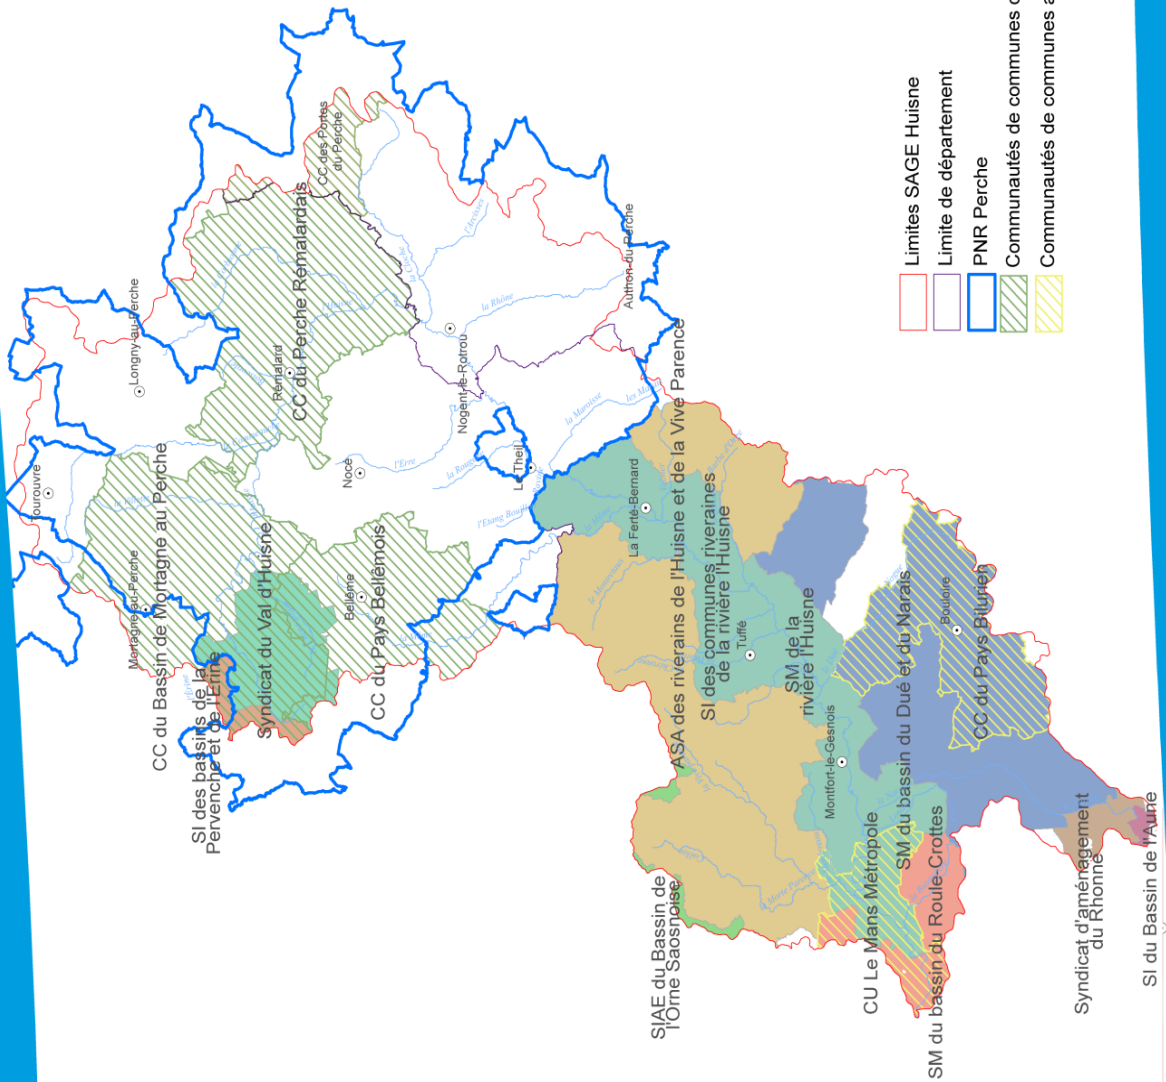 Tourouvre
Longny-au-Perche
Mortagne-au-Perche
CC du Bassin de Mortagne au Perche
SI des bassins de la
Pervenche et de l'Erine
l'Erine
Syndicat du Val d'Huisne
CC du Pays Bellêmois
Bellême
Nocé
Rémalard
CC du Perche Rémalardais
CC des Portes
du Perche
la Cloche
l'Arcisses
la Rhône
Nogent-le-Rotrou
Authon-du-Perche
l'Erre
Le Theil
la Maroisse
La Ferté-Bernard
ASA des riverains de l'Huisne et de la Vive Parence
SI des communes riveraines
de la rivière l'Huisne
Tuffé
SM de la
rivière l'Huisne
Montfort-le-Gesnois
SM du bassin du Dué et du Narais
Bouloire
CC du Pays Bilurien
SIAE du Bassin de
l'Orne Saosnoise
CU Le Mans Métropole
SM du bassin du Roule-Crottes
Syndicat d'aménagement
du Rhonne
SI du Bassin de l'Aune
Limites SAGE Huisne
Limite de département
PNR Perche
Communautés de communes
Communautés de communes